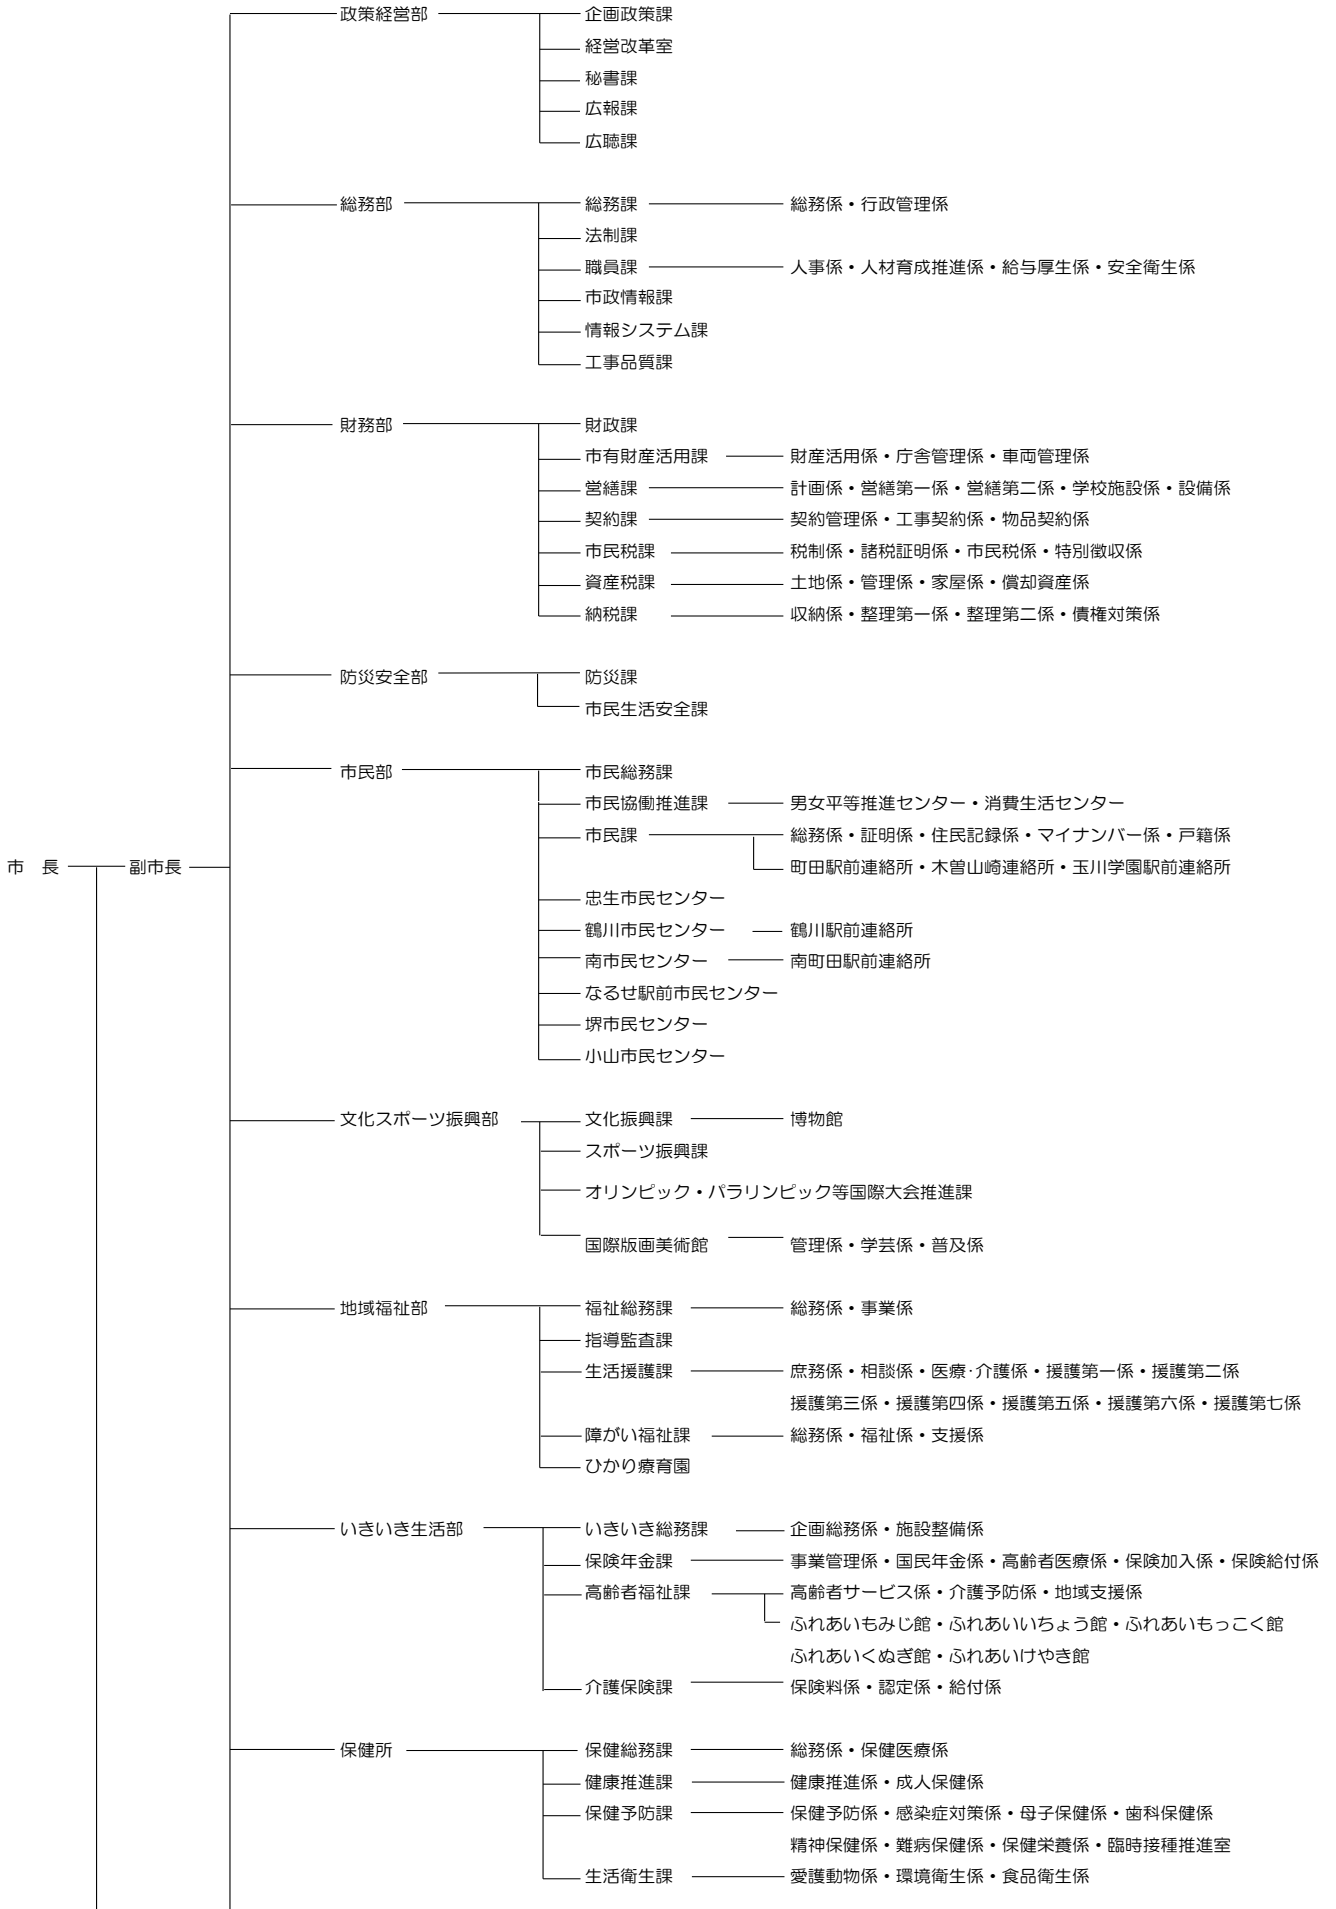 政策経営部 企画政策課
経営改革室
秘書課
広報課
広聴課
総務部 総務課 総務係・行政管理係
法制課
職員課 人事係・人材育成推進係・給与厚生係・安全衛生係
市政情報課
情報システム課
工事品質課
財務部 財政課
市有財産活用課 財産活用係・庁舎管理係・車両管理係
営繕課 計画係・営繕第一係・営繕第二係・学校施設係・設備係
契約課 契約管理係・工事契約係・物品契約係
市民税課 税制係・諸税証明係・市民税係・特別徴収係
資産税課 土地係・管理係・家屋係・償却資産係
納税課 収納係・整理第一係・整理第二係・債権対策係
防災安全部 防災課
市民生活安全課
市民部 市民総務課
市民協働推進課 男女平等推進センター・消費生活センター
市民課 総務係・証明係・住民記録係・マイナンバー係・戸籍係
市　長 副市長 町田駅前連絡所・木曽山崎連絡所・玉川学園駅前連絡所
忠生市民センター
鶴川市民センター 鶴川駅前連絡所
南市民センター 南町田駅前連絡所
なるせ駅前市民センター
堺市民センター
小山市民センター
文化スポーツ振興部 文化振興課 博物館
スポーツ振興課
オリンピック・パラリンピック等国際大会推進課
国際版画美術館 管理係・学芸係・普及係
地域福祉部 福祉総務課 総務係・事業係
指導監査課
生活援護課 庶務係・相談係・医療･介護係・援護第一係・援護第二係
援護第三係・援護第四係・援護第五係・援護第六係・援護第七係
障がい福祉課 総務係・福祉係・支援係
ひかり療育園
いきいき生活部 いきいき総務課 企画総務係・施設整備係
保険年金課 事業管理係・国民年金係・高齢者医療係・保険加入係・保険給付係
高齢者福祉課 高齢者サービス係・介護予防係・地域支援係
ふれあいもみじ館・ふれあいいちょう館・ふれあいもっこく館
ふれあいくぬぎ館・ふれあいけやき館
介護保険課 保険料係・認定係・給付係
保健所 保健総務課 総務係・保健医療係
健康推進課 健康推進係・成人保健係
保健予防課 保健予防係・感染症対策係・母子保健係・歯科保健係
精神保健係・難病保健係・保健栄養係・臨時接種推進室
生活衛生課 愛護動物係・環境衛生係・食品衛生係